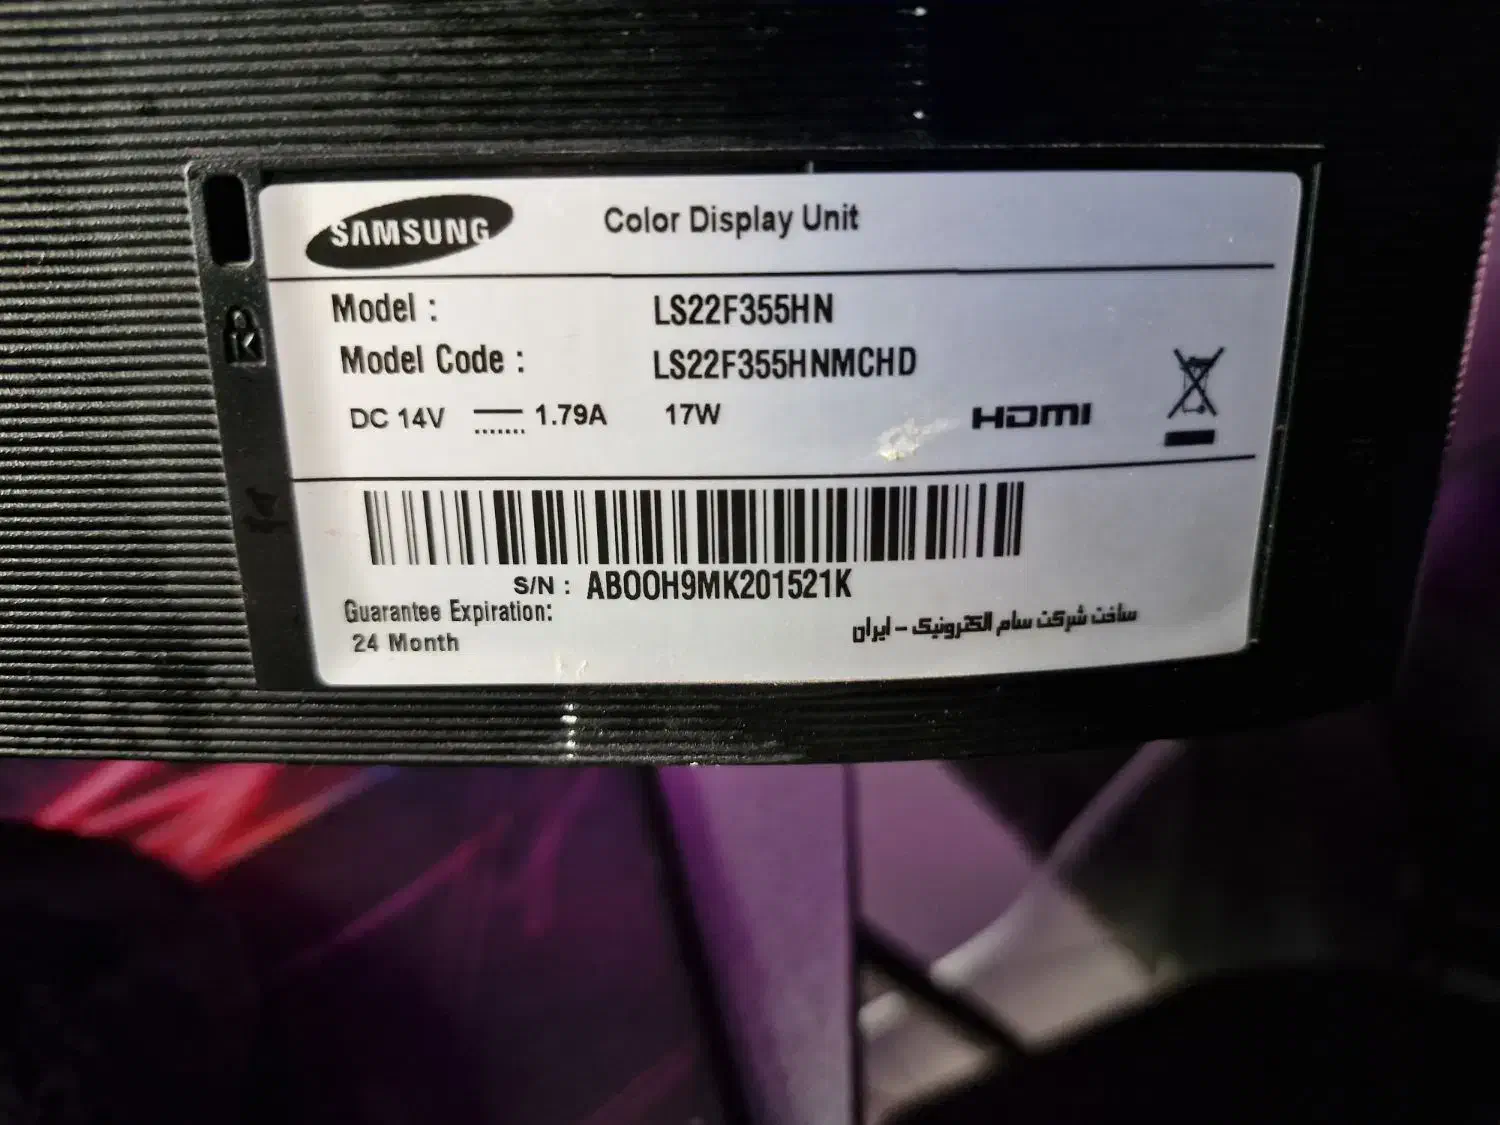 SAMSUNG
Color Display Unit
Model : LS22F355HN
Model Code : LS22F355HNMCHD
DC 14V 1.79A 17W HDMI
S/N : AB00H9MK201521K
Guarantee Expiration:
24 Month
ساخت شرکت سام الکترونیک – ایران
K